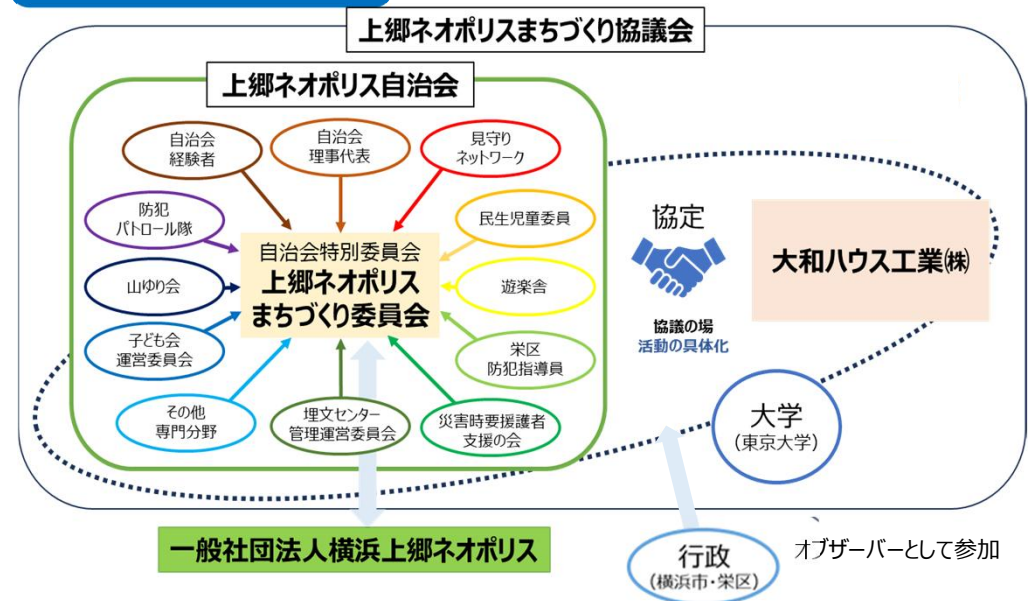 上郷ネオポリスまちづくり協議会
上郷ネオポリス自治会
自治会
経験者
自治会
理事代表
見守り
ネットワーク
防犯
パトロール隊
民生児童委員
山ゆり会
自治会特別委員会
上郷ネオポリス
まちづくり委員会
遊楽舎
子ども会
運営委員会
栄区
防犯指導員
その他
専門分野
埋文センター
管理運営委員会
災害時要援護者
支援の会
協定
協議の場
活動の具体化
大和ハウス工業㈱
大学
(東京大学)
一般社団法人横浜上郷ネオポリス
行政
(横浜市・栄区)
オブザーバーとして参加